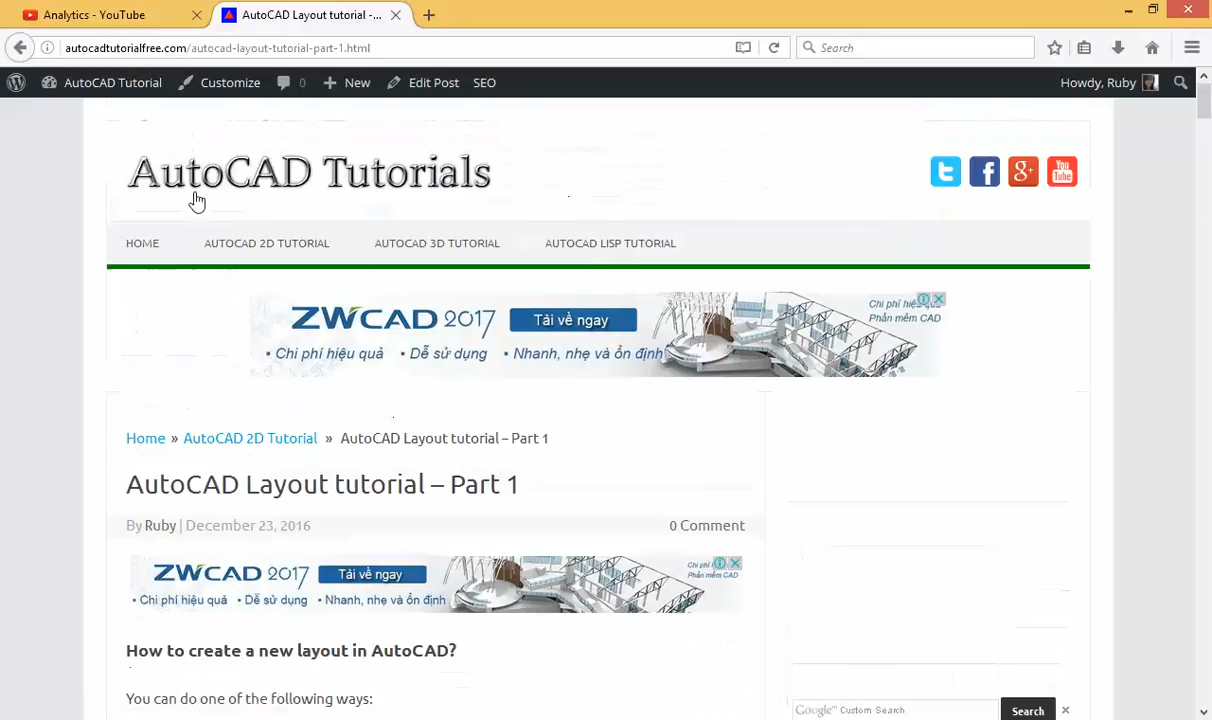 Analytics - YouTube
AutoCAD Layout tutorial -...
autocadtutorialfree.com/autocad-layout-tutorial-part-1.html
Search
AutoCAD Tutorial
Customize
0
New
Edit Post
SEO
Howdy, Ruby
AutoCAD Tutorials
You
Tube
HOME
AUTOCAD 2D TUTORIAL
AUTOCAD 3D TUTORIAL
AUTOCAD LISP TUTORIAL
ZWCAD 2017
Tải về ngay
• Chi phí hiệu quả • Dễ sử dụng • Nhanh, nhẹ và ổn định
Phần mềm CAD
Home » AutoCAD 2D Tutorial » AutoCAD Layout tutorial – Part 1
AutoCAD Layout tutorial – Part 1
By Ruby | December 23, 2016
0 Comment
ZWCAD 2017
Tải về ngay
• Chi phí hiệu quả • Dễ sử dụng • Nhanh, nhẹ và ổn định
Phần mềm CAD
How to create a new layout in AutoCAD?
You can do one of the following ways:
Google Custom Search
Search